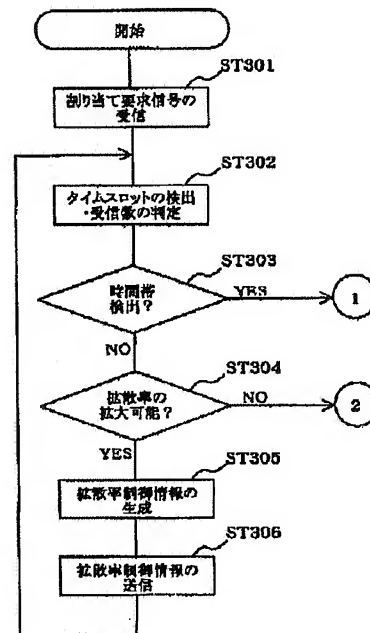 開始
ST301
割り当て要求信号の
受信
ST302
タイムスロットの検出
・受信数の判定
ST303
時間帯
検出？
YES
1
NO
ST304
拡散率の
拡大可能？
NO
2
YES
ST305
拡散率制御情報の
生成
ST306
拡散率制御情報の
送信